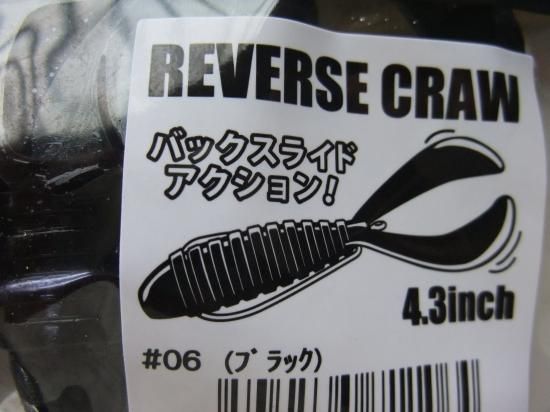 REVERSE CRAW
バックスライド
アクション!
4.3inch
#06 (ﾌﾞﾗｯｸ)